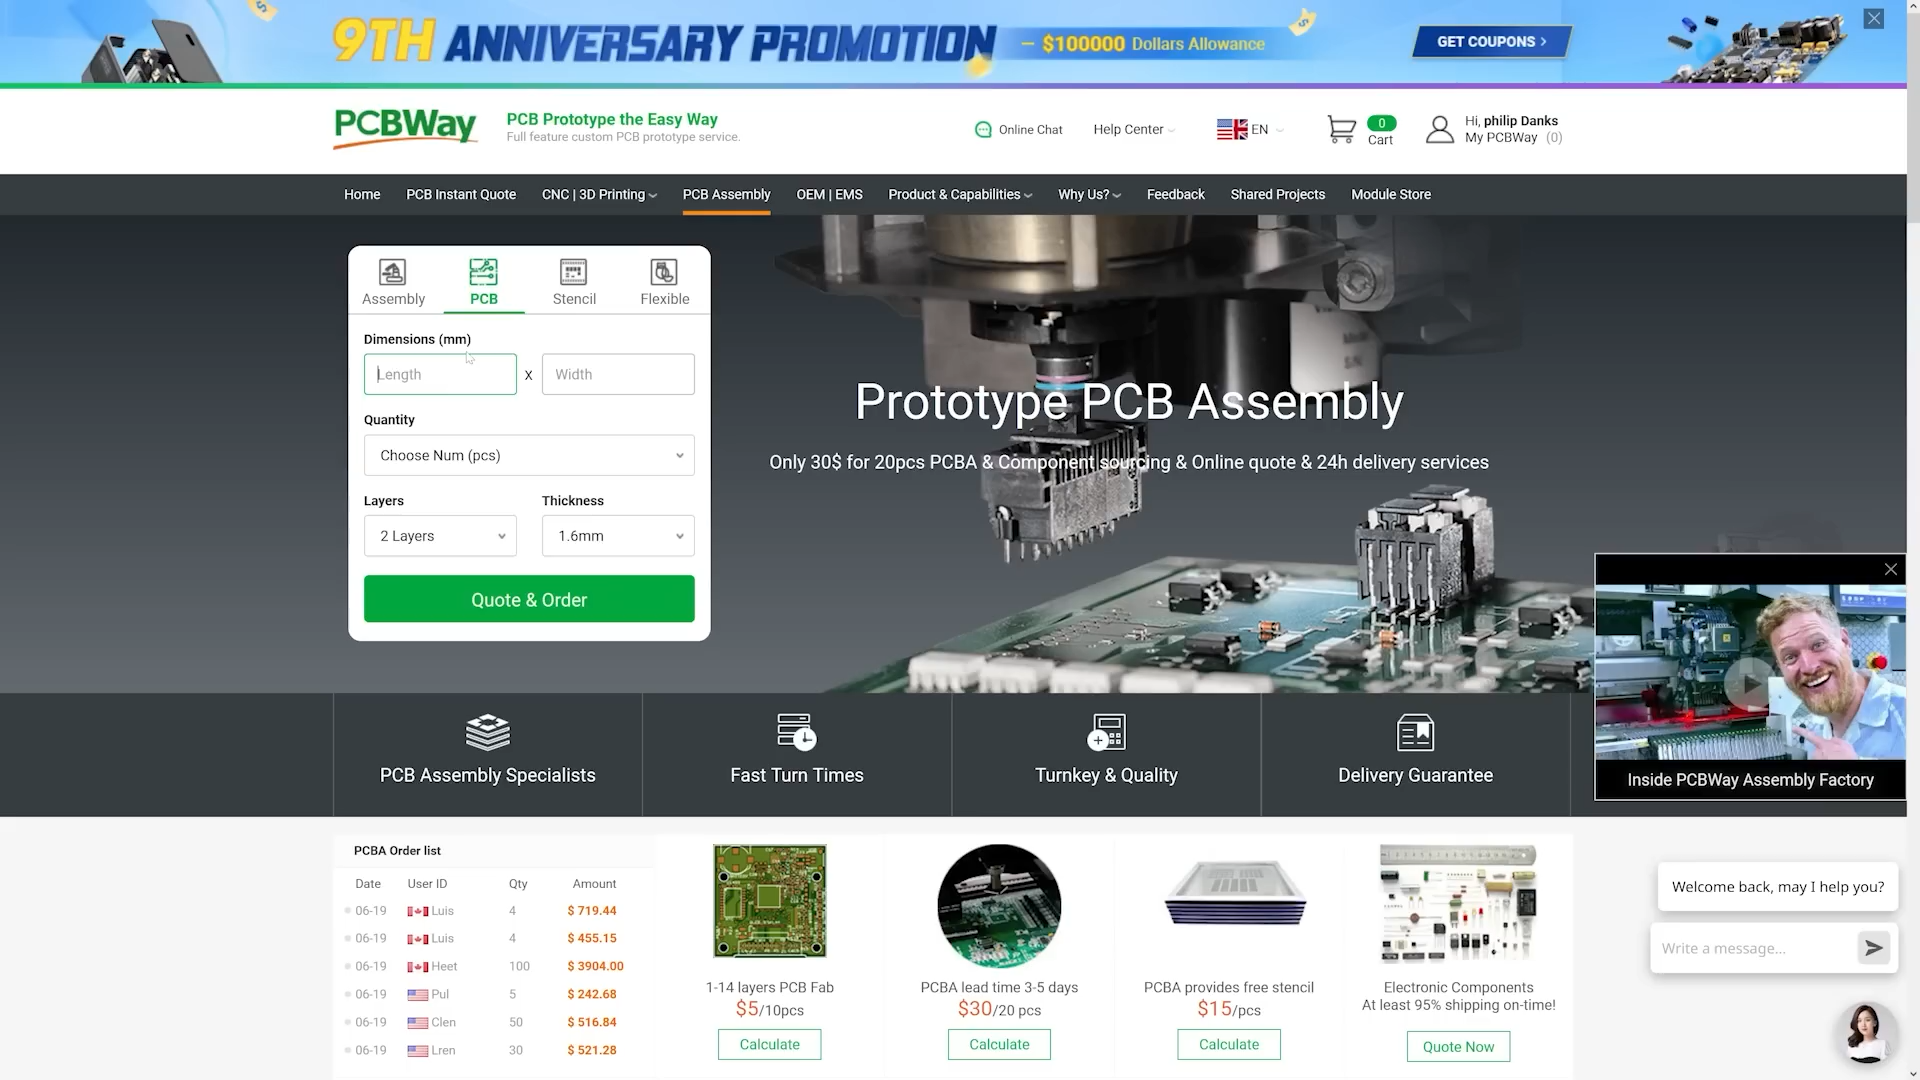 9TH ANNIVERSARY PROMOTION – $100000 Dollars Allowance
GET COUPONS >
PCBWay
PCB Prototype the Easy Way
Full feature custom PCB prototype service.
Online Chat
Help Center
EN
0
Cart
Hi, philip Danks
My PCBWay (0)
Home PCB Instant Quote CNC | 3D Printing PCB Assembly OEM | EMS Product & Capabilities Why Us? Feedback Shared Projects Module Store
Assembly PCB Stencil Flexible
Dimensions (mm)
Length X Width
Quantity
Choose Num (pcs)
Layers Thickness
2 Layers 1.6mm
Quote & Order
Prototype PCB Assembly
Only 30$ for 20pcs PCBA & Component sourcing & Online quote & 24h delivery services
Inside PCBWay Assembly Factory
PCB Assembly Specialists
Fast Turn Times
Turnkey & Quality
Delivery Guarantee
PCBA Order list
Date User ID Qty Amount
06-19 Luis 4 $ 719.44
06-19 Luis 4 $ 455.15
06-19 Heet 100 $ 3904.00
06-19 Pul 5 $ 242.68
06-19 Clen 50 $ 516.84
06-19 Lren 30 $ 521.28
1-14 layers PCB Fab
$5/10pcs
Calculate
PCBA lead time 3-5 days
$30/20 pcs
Calculate
PCBA provides free stencil
$15/pcs
Calculate
Electronic Components
At least 95% shipping on-time!
Quote Now
Welcome back, may I help you?
Write a message...